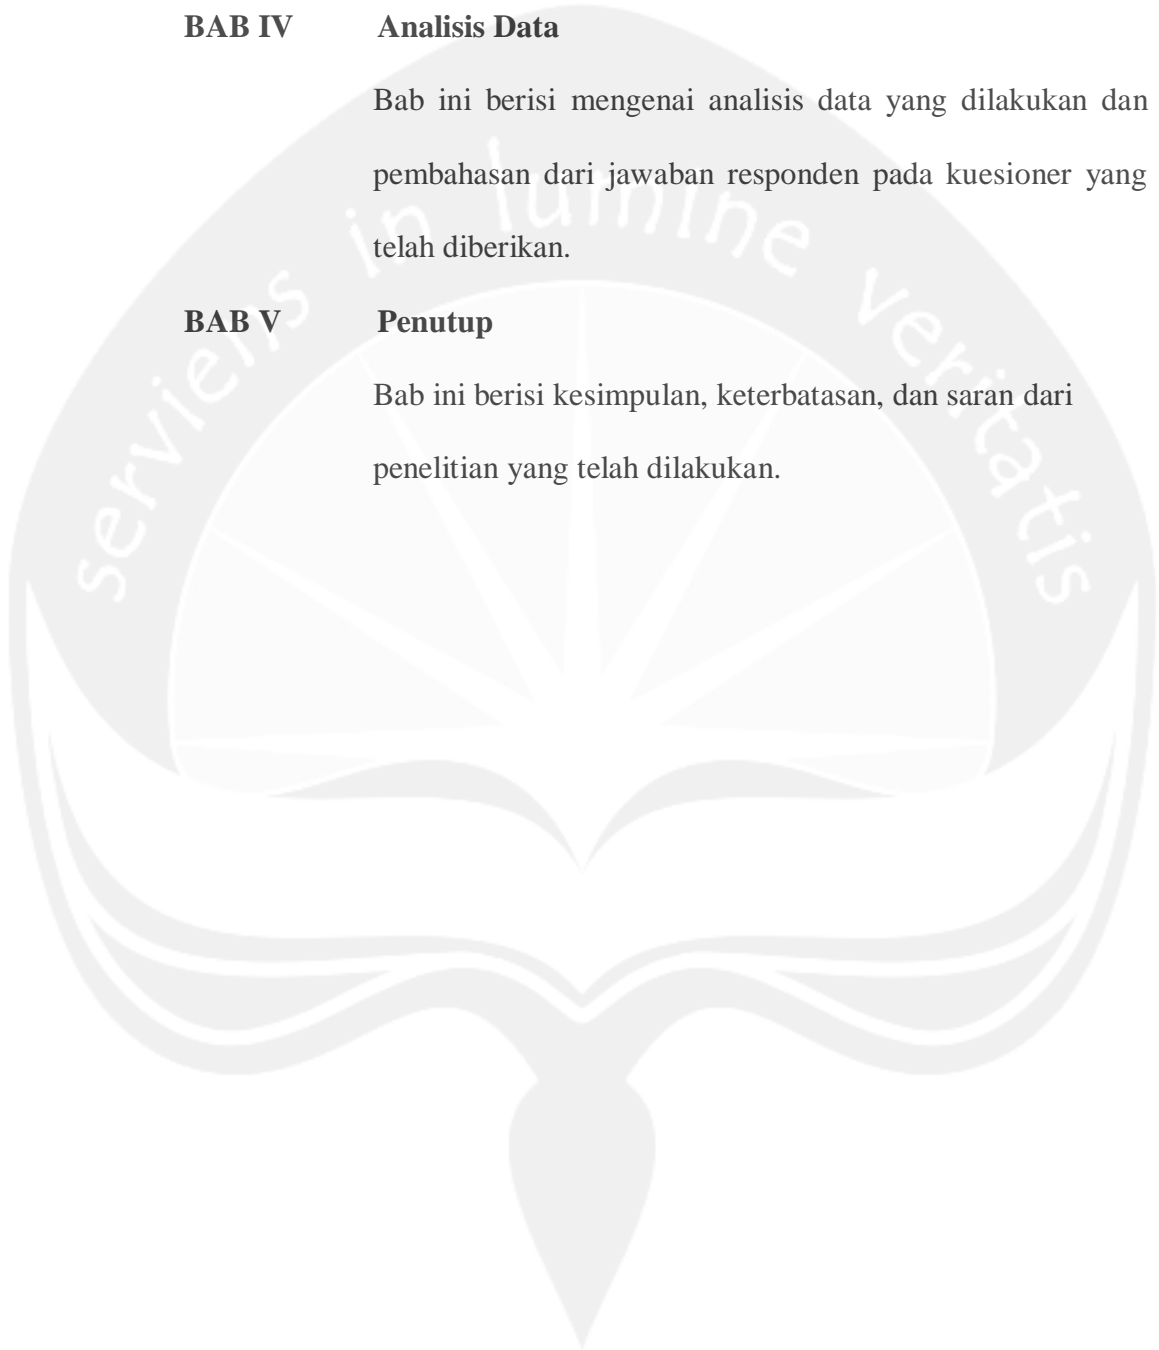 BAB IV Analisis Data
Bab ini berisi mengenai analisis data yang dilakukan dan
pembahasan dari jawaban responden pada kuesioner yang
telah diberikan.
BAB V Penutup
Bab ini berisi kesimpulan, keterbatasan, dan saran dari
penelitian yang telah dilakukan.
serviens in lumine veritatis